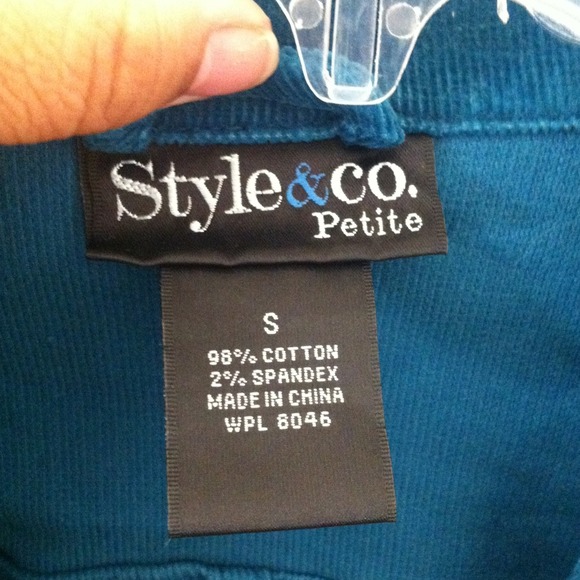 Style&co.
Petite
S
98% COTTON
2% SPANDEX
MADE IN CHINA
WPL 8046